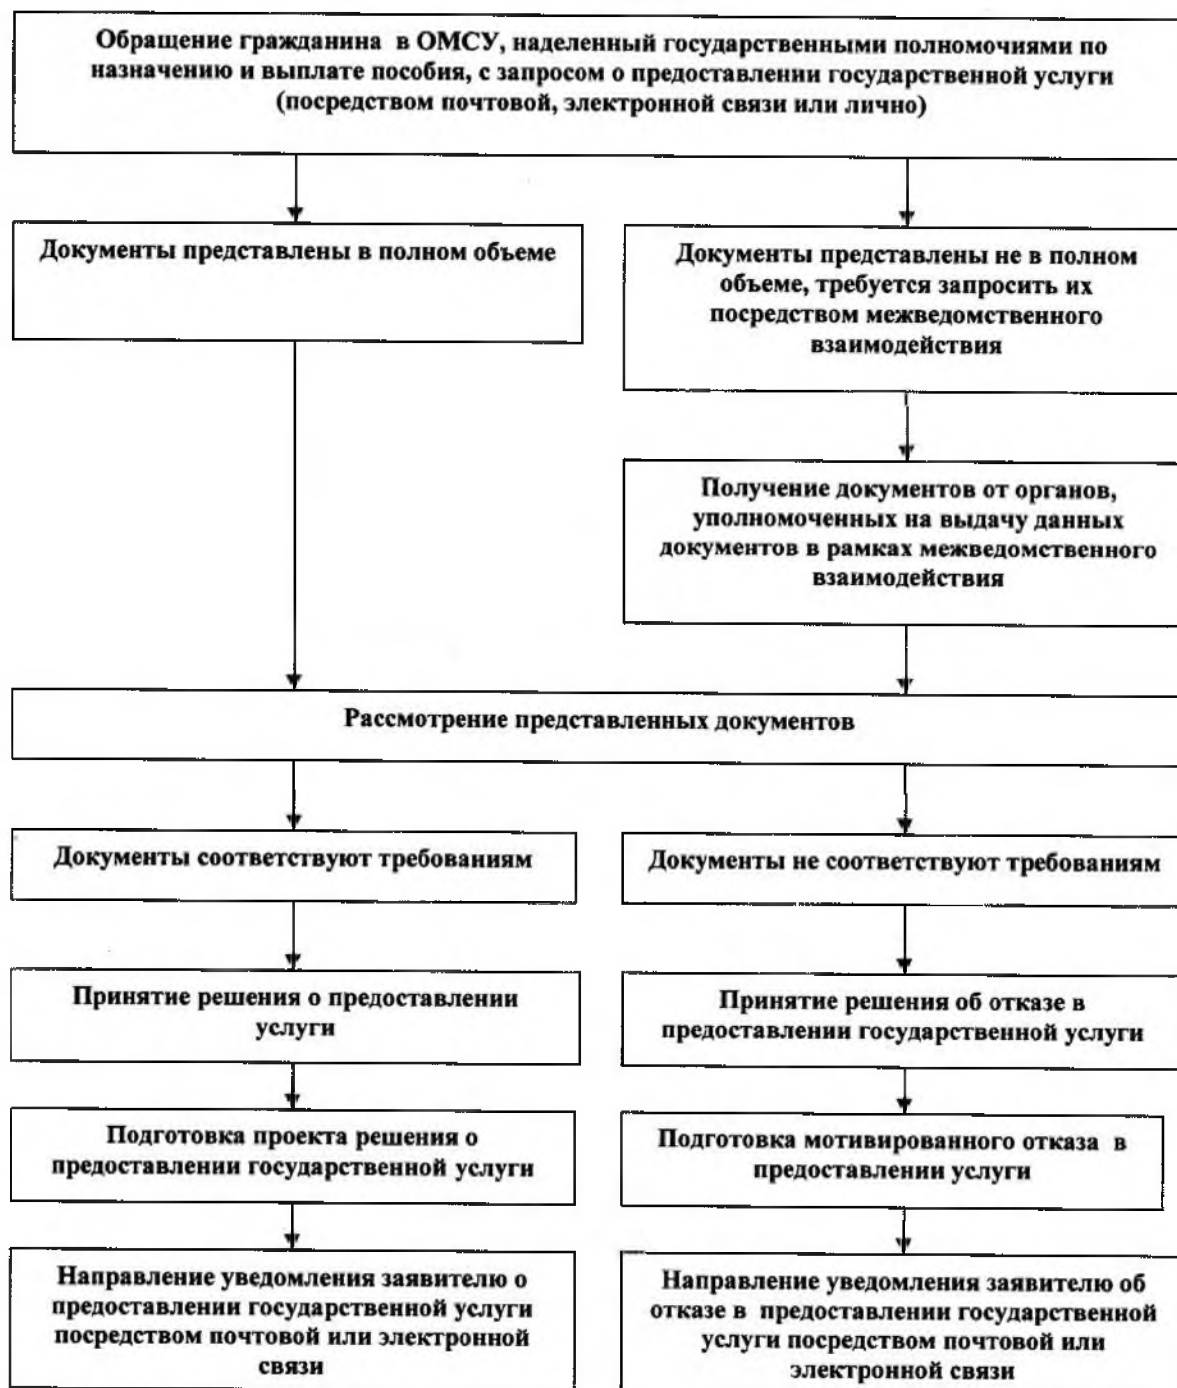 Обращение гражданина в ОМСУ, наделенный государственными полномочиями по
назначению и выплате пособия, с запросом о предоставлении государственной услуги
(посредством почтовой, электронной связи или лично)
Документы представлены в полном объеме
Документы представлены не в полном
объеме, требуется запросить их
посредством межведомственного
взаимодействия
Получение документов от органов,
уполномоченных на выдачу данных
документов в рамках межведомственного
взаимодействия
Рассмотрение представленных документов
Документы соответствуют требованиям
Документы не соответствуют требованиям
Принятие решения о предоставлении
услуги
Принятие решения об отказе в
предоставлении государственной услуги
Подготовка проекта решения о
предоставлении государственной услуги
Подготовка мотивированного отказа в
предоставлении услуги
Направление уведомления заявителю о
предоставлении государственной услуги
посредством почтовой или электронной
связи
Направление уведомления заявителю об
отказе в предоставлении государственной
услуги посредством почтовой или
электронной связи